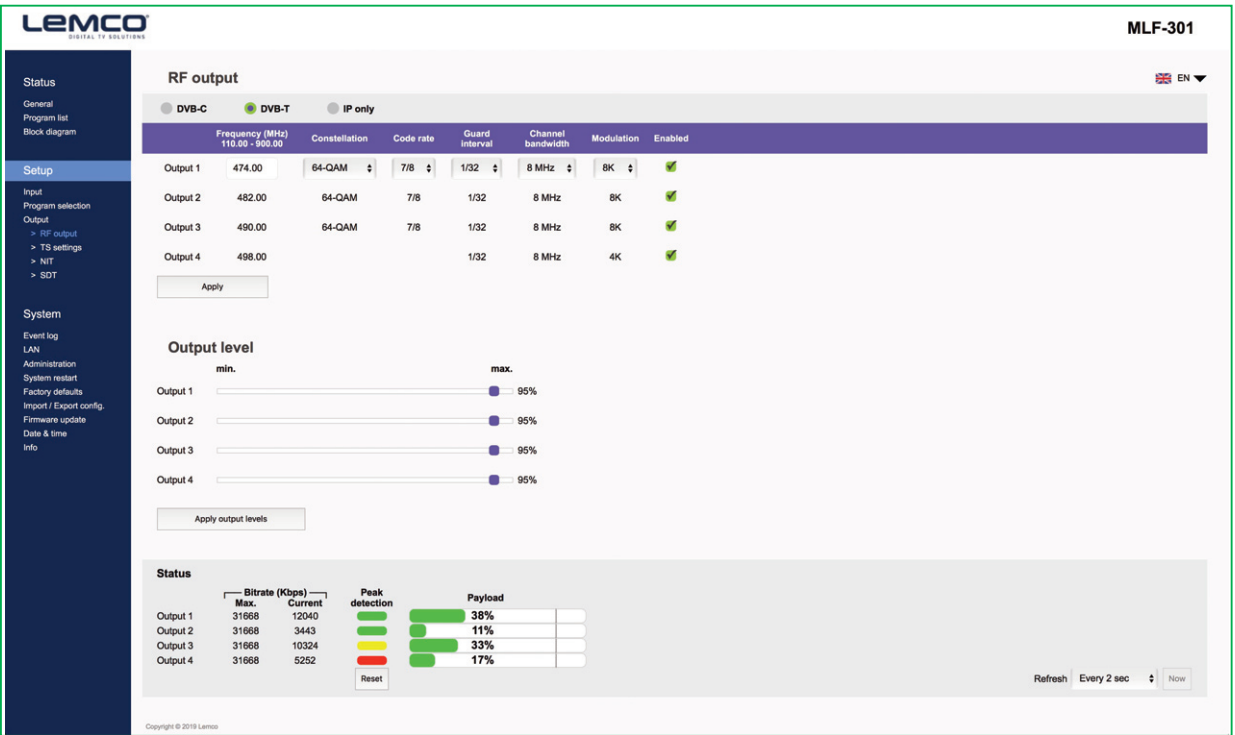 LEMCO
DIGITAL TV SOLUTIONS
MLF-301
Status
General
Program list
Block diagram
Setup
Input
Program selection
Output
> RF output
> TS settings
> NIT
> SDT
System
Event log
LAN
Administration
System restart
Factory defaults
Import / Export config.
Firmware update
Date & time
Info
RF output
EN
DVB-C DVB-T IP only
Frequency (MHz) 110.00 - 900.00 Constellation Code rate Guard interval Channel bandwidth Modulation Enabled
Output 1 474.00 64-QAM 7/8 1/32 8 MHz 8K
Output 2 482.00 64-QAM 7/8 1/32 8 MHz 8K
Output 3 490.00 64-QAM 7/8 1/32 8 MHz 8K
Output 4 498.00 1/32 8 MHz 4K
Apply
Output level
min. max.
Output 1 95%
Output 2 95%
Output 3 95%
Output 4 95%
Apply output levels
Status
Bitrate (Kbps) Peak detection Payload
Max. Current
Output 1 31668 12040 38%
Output 2 31668 3443 11%
Output 3 31668 10324 33%
Output 4 31668 5252 17%
Reset
Refresh Every 2 sec Now
Copyright © 2019 Lemco